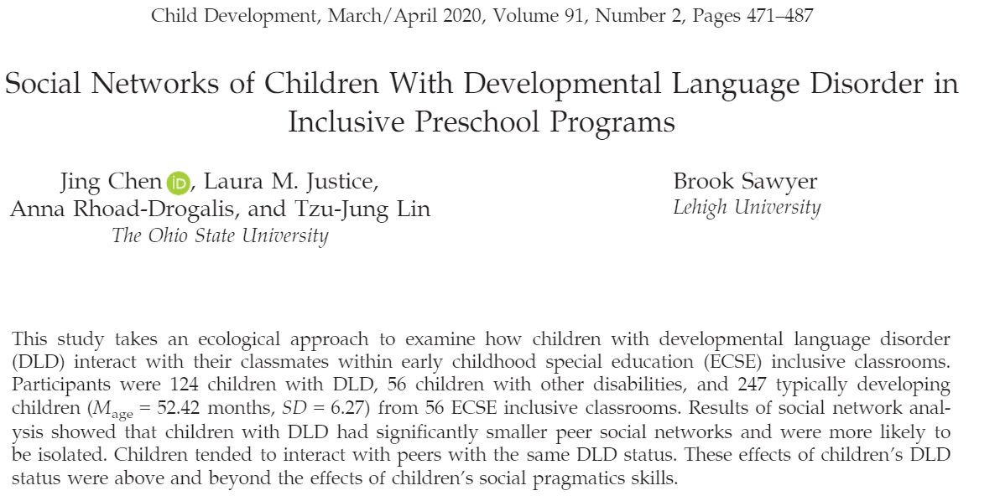 Child Development, March/April 2020, Volume 91, Number 2, Pages 471–487
Social Networks of Children With Developmental Language Disorder in
Inclusive Preschool Programs
Jing Chen iD, Laura M. Justice,
Anna Rhoad-Drogalis, and Tzu-Jung Lin
The Ohio State University
Brook Sawyer
Lehigh University
This study takes an ecological approach to examine how children with developmental language disorder
(DLD) interact with their classmates within early childhood special education (ECSE) inclusive classrooms.
Participants were 124 children with DLD, 56 children with other disabilities, and 247 typically developing
children (Mage = 52.42 months, SD = 6.27) from 56 ECSE inclusive classrooms. Results of social network anal-
ysis showed that children with DLD had significantly smaller peer social networks and were more likely to
be isolated. Children tended to interact with peers with the same DLD status. These effects of children’s DLD
status were above and beyond the effects of children’s social pragmatics skills.